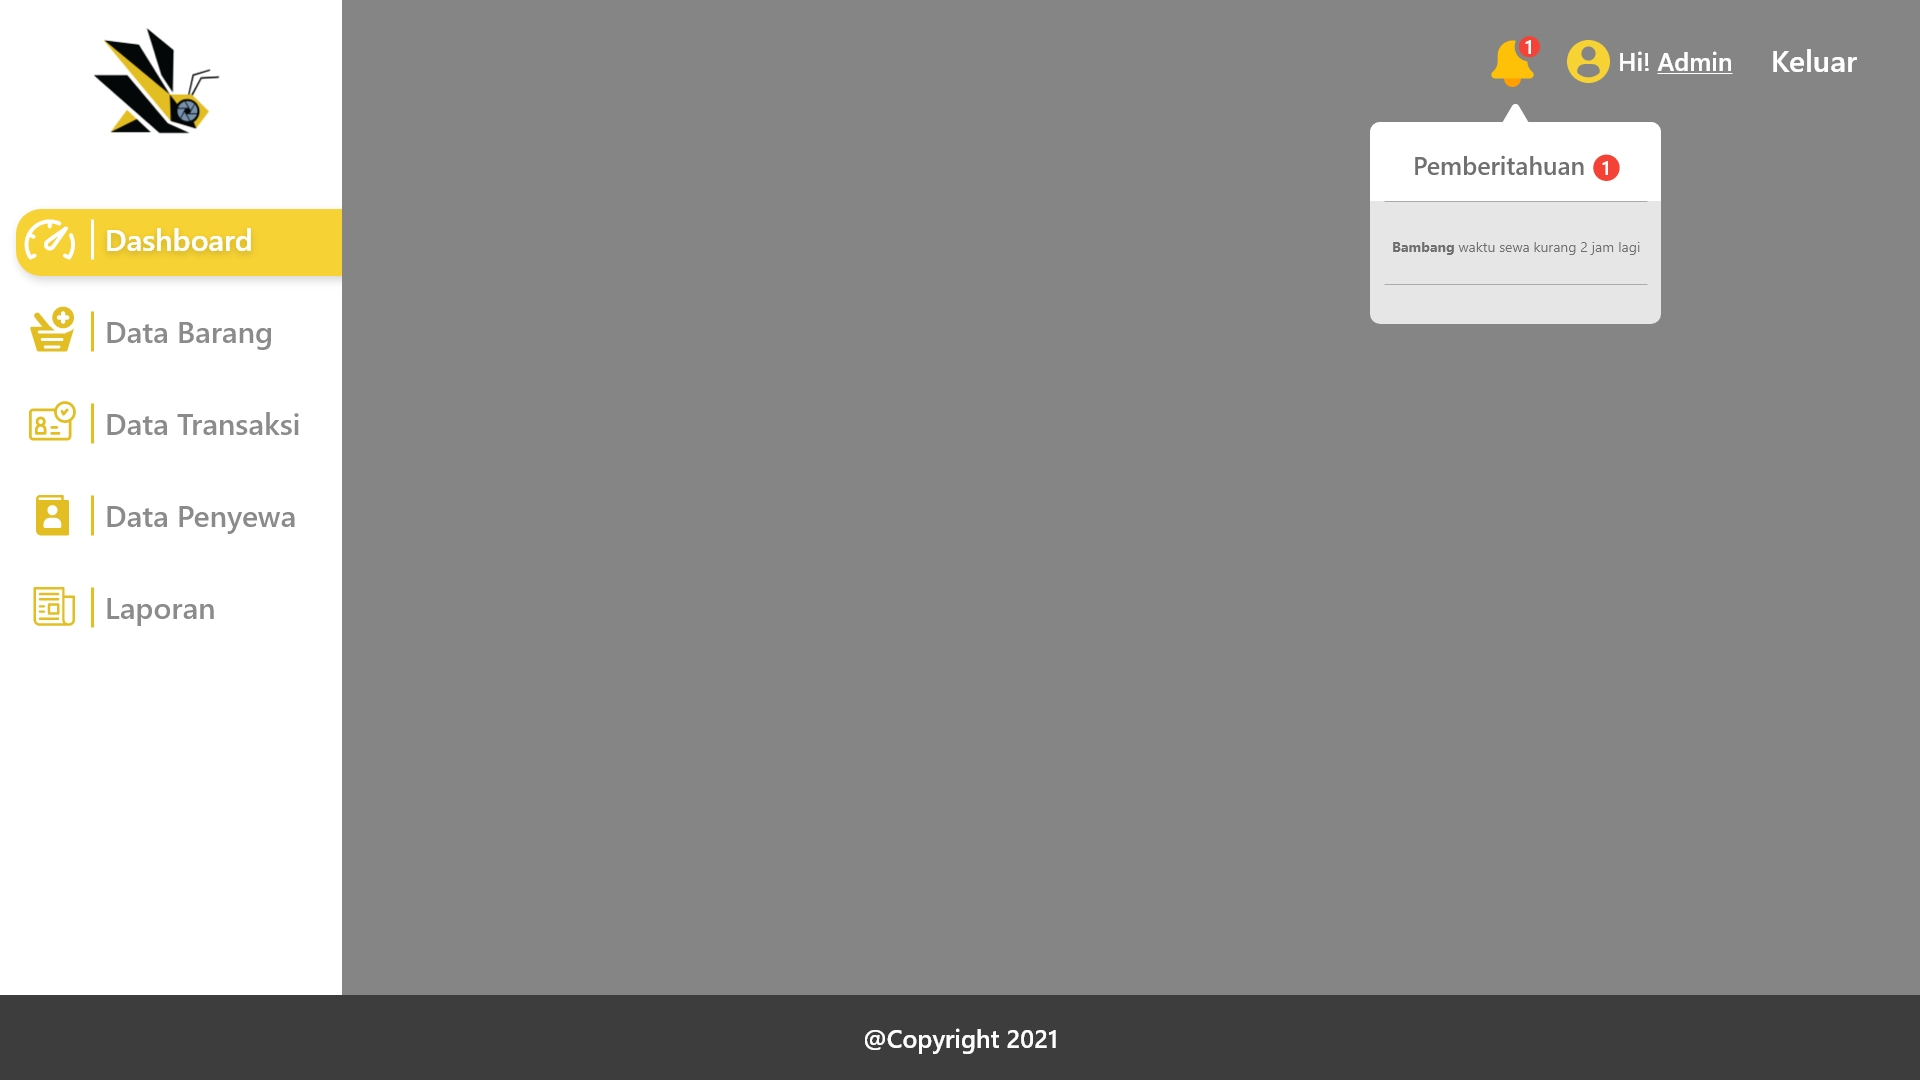 1
Hi! Admin
Keluar
Pemberitahuan 1
Bambang waktu sewa kurang 2 jam lagi
Dashboard
Data Barang
Data Transaksi
Data Penyewa
Laporan
@Copyright 2021